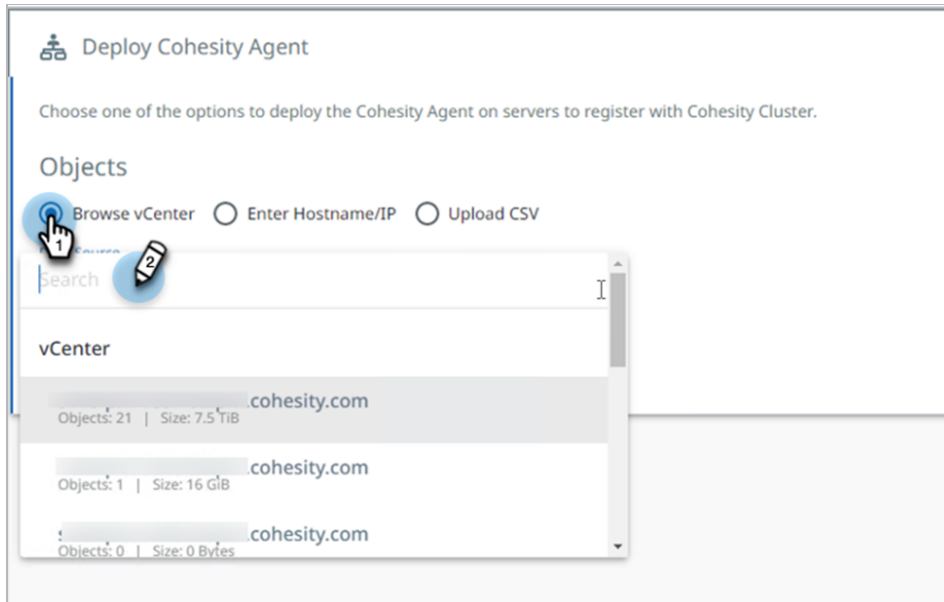 Deploy Cohesity Agent
Choose one of the options to deploy the Cohesity Agent on servers to register with Cohesity Cluster.
Objects
Browse vCenter Enter Hostname/IP Upload CSV
1
Source
2
Search
vCenter
.cohesity.com
Objects: 21 | Size: 7.5 TiB
.cohesity.com
Objects: 1 | Size: 16 GiB
.cohesity.com
Objects: 0 | Size: 0 Bytes